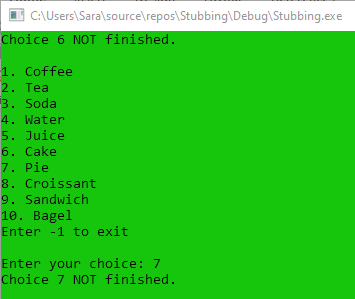 C:\Users\Sara\source\repos\Stubbing\Debug\Stubbing.exe
Choice 6 NOT finished.
1. Coffee
2. Tea
3. Soda
4. Water
5. Juice
6. Cake
7. Pie
8. Croissant
9. Sandwich
10. Bagel
Enter -1 to exit
Enter your choice: 7
Choice 7 NOT finished.